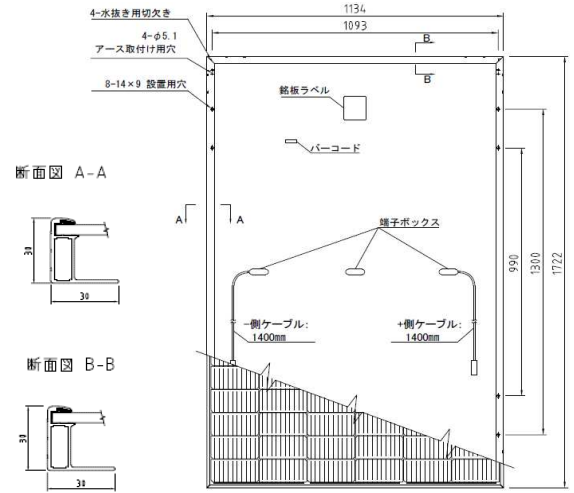 1134
1093
4-水抜き用切欠き
4-φ5.1
アース取付け用穴
8-14×9 設置用穴
B
B
銘板ラベル
バーコード
断面図 A-A
30
30
A
A
端子ボックス
990
1300
1722
-側ケーブル:
1400mm
+側ケーブル:
1400mm
断面図 B-B
30
30